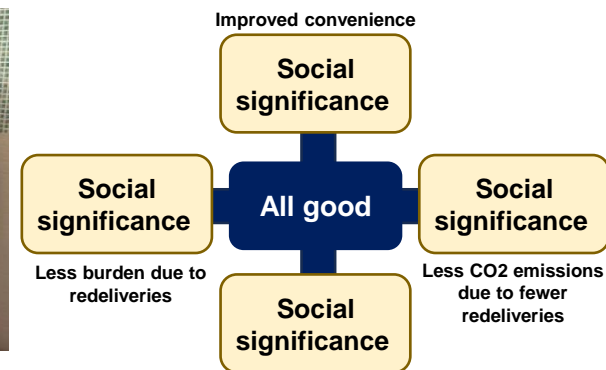 Improved convenience
Social
significance
Social
significance
All good
Social
significance
Less burden due to
redeliveries
Less CO2 emissions
due to fewer
redeliveries
Social
significance